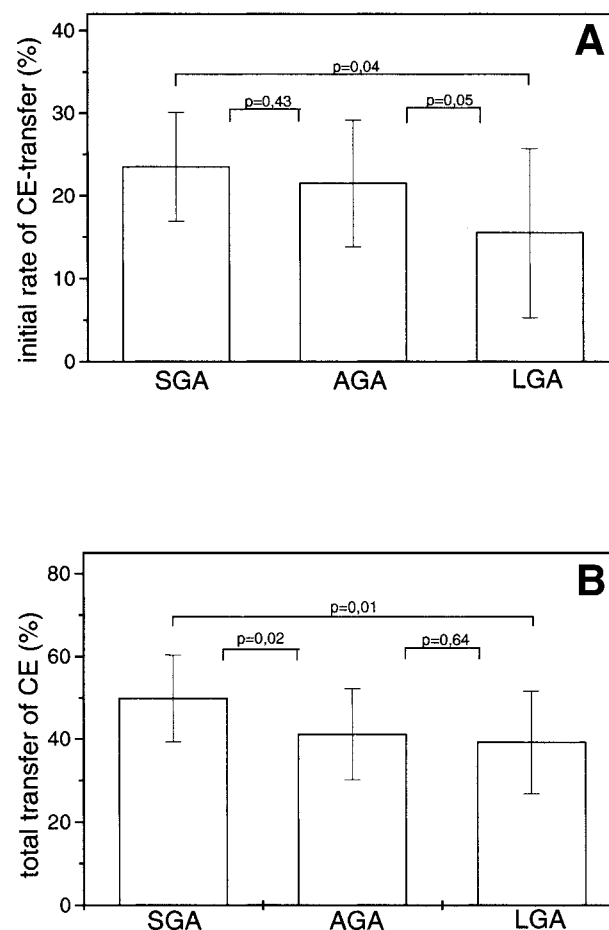 A
initial rate of CE-transfer (%)
40
30
20
10
0
p=0,04
p=0,43
p=0,05
SGA
AGA
LGA
B
total transfer of CE (%)
80
60
40
20
0
p=0,01
p=0,02
p=0,64
SGA
AGA
LGA